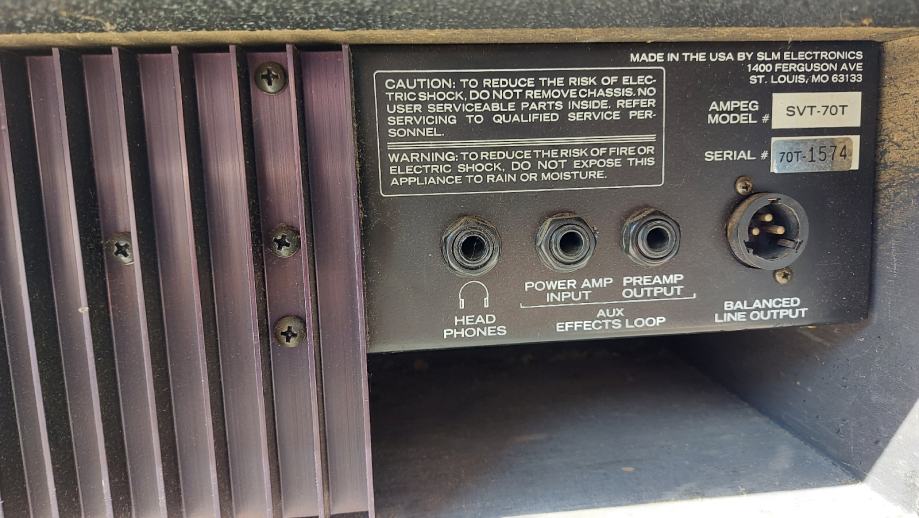 MADE IN THE USA BY SLM ELECTRONICS
1400 FERGUSON AVE
ST. LOUIS, MO 63133
CAUTION: TO REDUCE THE RISK OF ELEC-
TRIC SHOCK, DO NOT REMOVE CHASSIS. NO
USER SERVICEABLE PARTS INSIDE. REFER
SERVICING TO QUALIFIED SERVICE PER-
SONNEL.
WARNING: TO REDUCE THE RISK OF FIRE OR
ELECTRIC SHOCK, DO NOT EXPOSE THIS
APPLIANCE TO RAIN OR MOISTURE.
AMPEG
MODEL # SVT-70T
SERIAL # 70T-1574
HEAD
PHONES
POWER AMP
INPUT
PREAMP
OUTPUT
AUX
EFFECTS LOOP
BALANCED
LINE OUTPUT